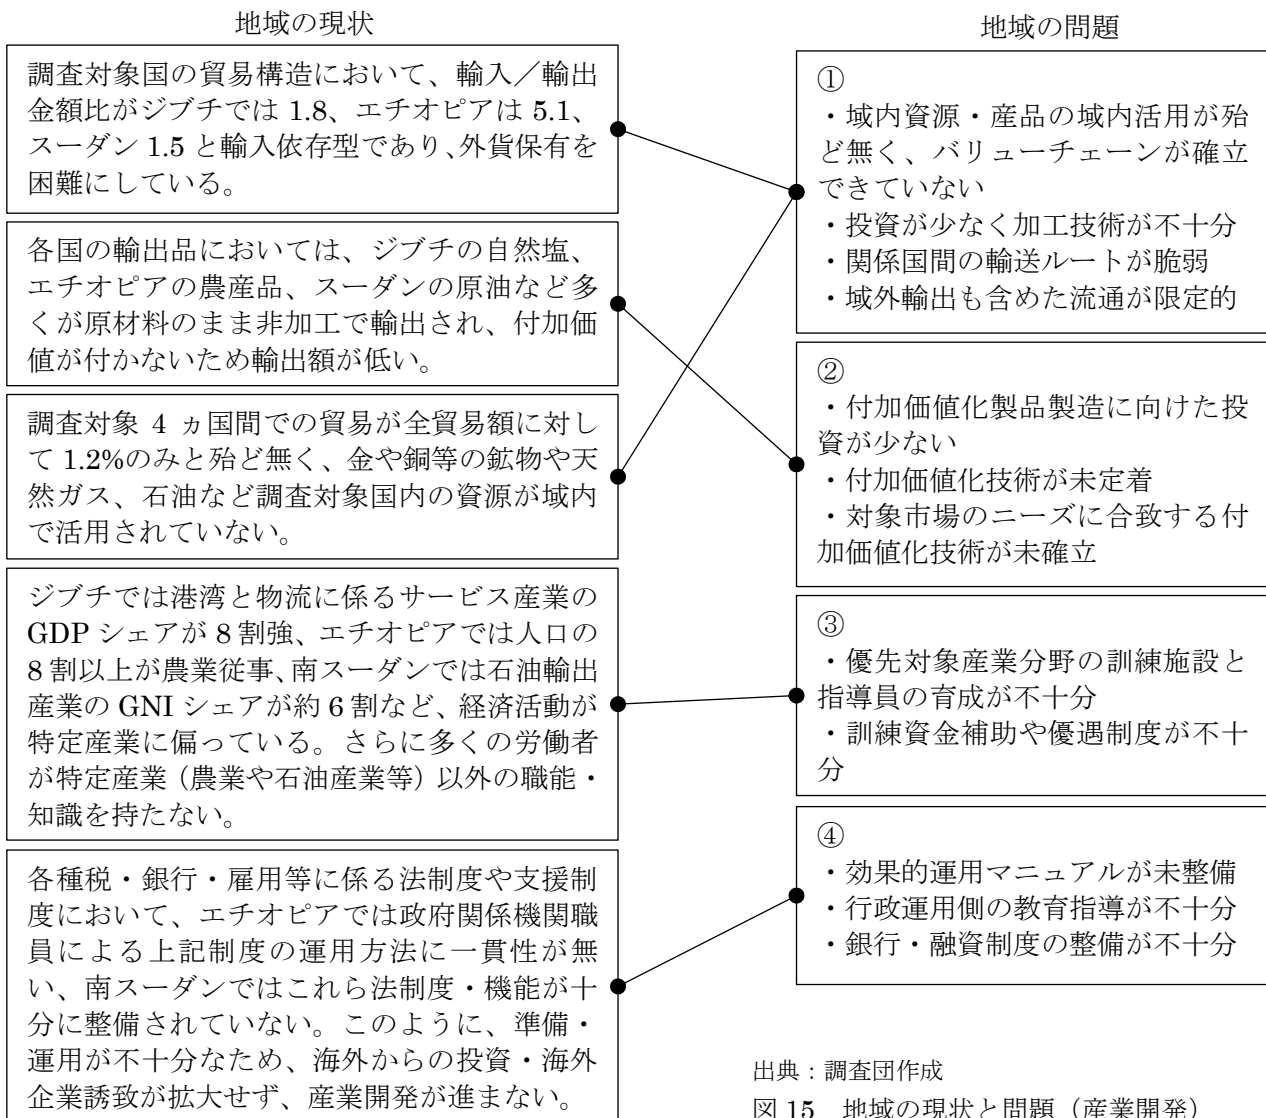 地域の現状
調査対象国の貿易構造において、輸入／輸出
金額比がジブチでは 1.8、エチオピアは 5.1、
スーダン 1.5 と輸入依存型であり、外貨保有を
困難にしている。
各国の輸出品においては、ジブチの自然塩、
エチオピアの農産品、スーダンの原油など多
くが原材料のまま非加工で輸出され、付加価
値が付かないため輸出額が低い。
調査対象 4 ヵ国間での貿易が全貿易額に対し
て 1.2%のみと殆ど無く、金や銅等の鉱物や天
然ガス、石油など調査対象国内の資源が域内
で活用されていない。
ジブチでは港湾と物流に係るサービス産業の
GDP シェアが 8 割強、エチオピアでは人口の
8 割以上が農業従事、南スーダンでは石油輸出
産業の GNI シェアが約 6 割など、経済活動が
特定産業に偏っている。さらに多くの労働者
が特定産業（農業や石油産業等）以外の職能・
知識を持たない。
各種税・銀行・雇用等に係る法制度や支援制
度において、エチオピアでは政府関係機関職
員による上記制度の運用方法に一貫性が無
い、南スーダンではこれら法制度・機能が十
分に整備されていない。このように、準備・
運用が不十分なため、海外からの投資・海外
企業誘致が拡大せず、産業開発が進まない。
地域の問題
①
・域内資源・産品の域内活用が殆
ど無く、バリューチェーンが確立
できていない
・投資が少なく加工技術が不十分
・関係国間の輸送ルートが脆弱
・域外輸出も含めた流通が限定的
②
・付加価値化製品製造に向けた投
資が少ない
・付加価値化技術が未定着
・対象市場のニーズに合致する付
加価値化技術が未確立
③
・優先対象産業分野の訓練施設と
指導員の育成が不十分
・訓練資金補助や優遇制度が不十
分
④
・効果的運用マニュアルが未整備
・行政運用側の教育指導が不十分
・銀行・融資制度の整備が不十分
出典：調査団作成
図 15　地域の現状と問題（産業開発）